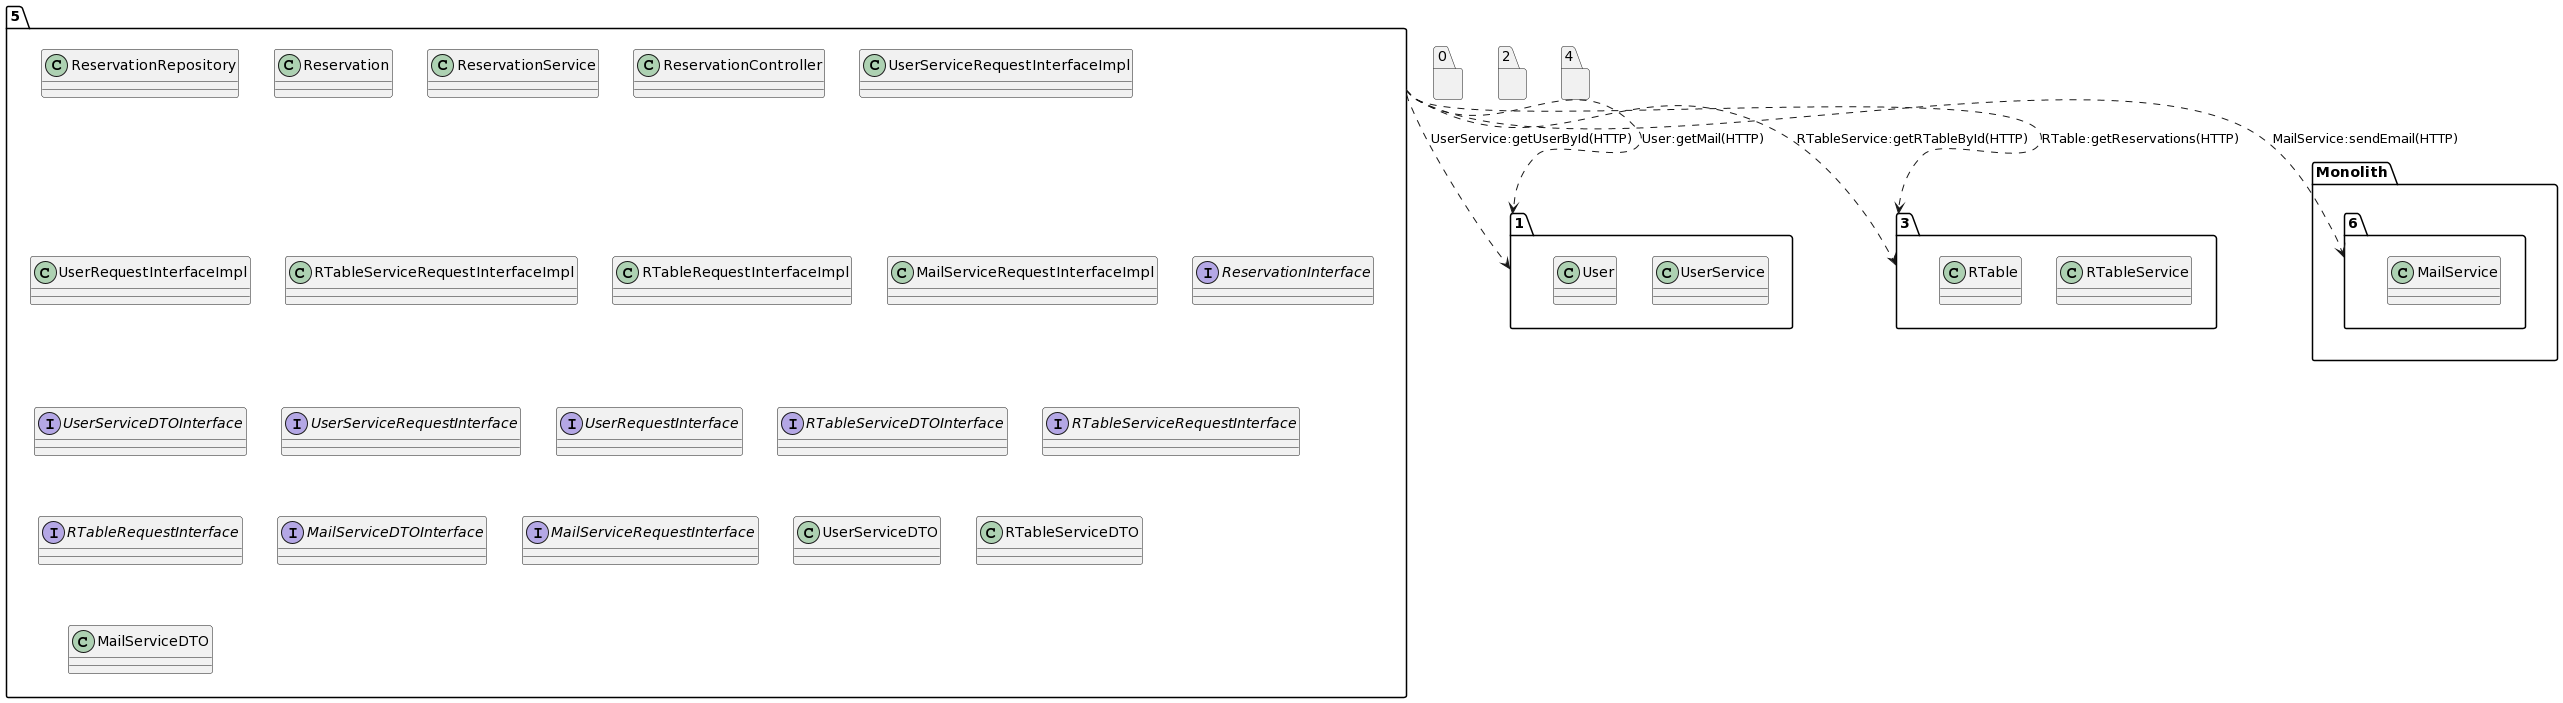 5
C ReservationRepository
C Reservation
C ReservationService
C ReservationController
C UserServiceRequestInterfaceImpl
0
2
4
UserService:getUserById(HTTP)
User:getMail(HTTP)
RTableService:getRTableById(HTTP)
RTable:getReservations(HTTP)
MailService:sendEmail(HTTP)
Monolith
1
3
6
C UserRequestInterfaceImpl
C RTableServiceRequestInterfaceImpl
C RTableRequestInterfaceImpl
C MailServiceRequestInterfaceImpl
I ReservationInterface
C User
C UserService
C RTable
C RTableService
C MailService
I UserServiceDTOInterface
I UserServiceRequestInterface
I UserRequestInterface
I RTableServiceDTOInterface
I RTableServiceRequestInterface
I RTableRequestInterface
I MailServiceDTOInterface
I MailServiceRequestInterface
C UserServiceDTO
C RTableServiceDTO
C MailServiceDTO